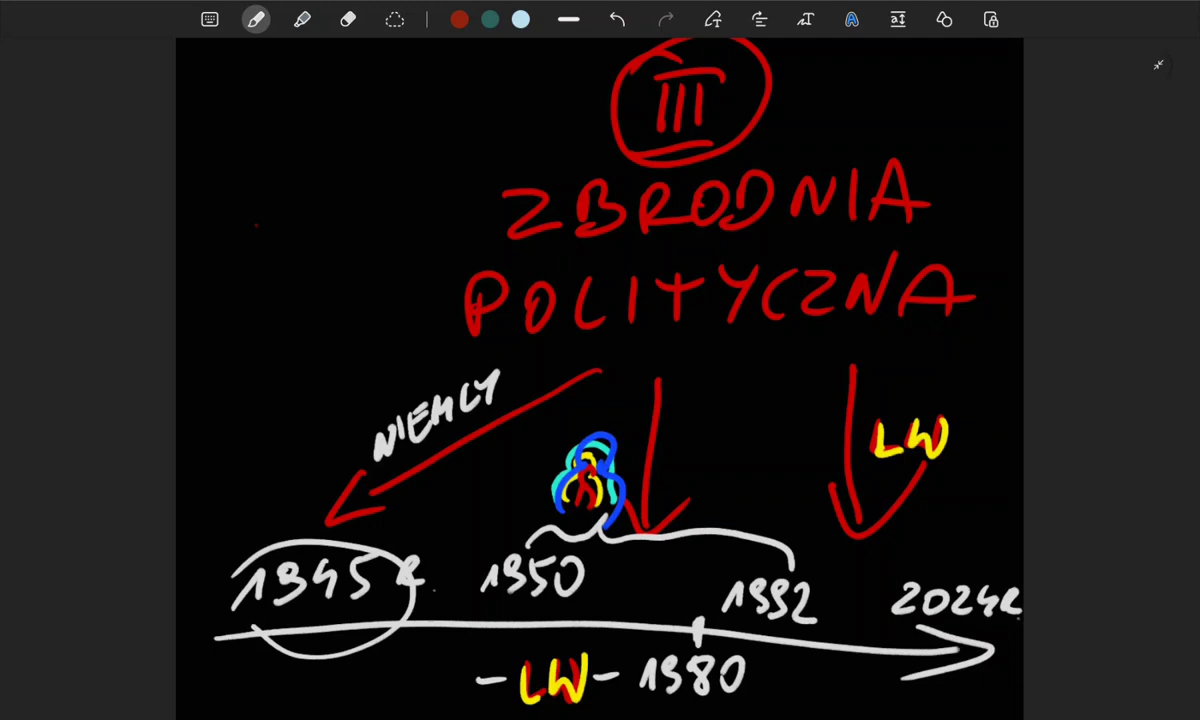 III
ZBRODNIA
POLITYCZNA
NIEMCY
LW
1945 R
1950
1992
2024R
-LW- 1980